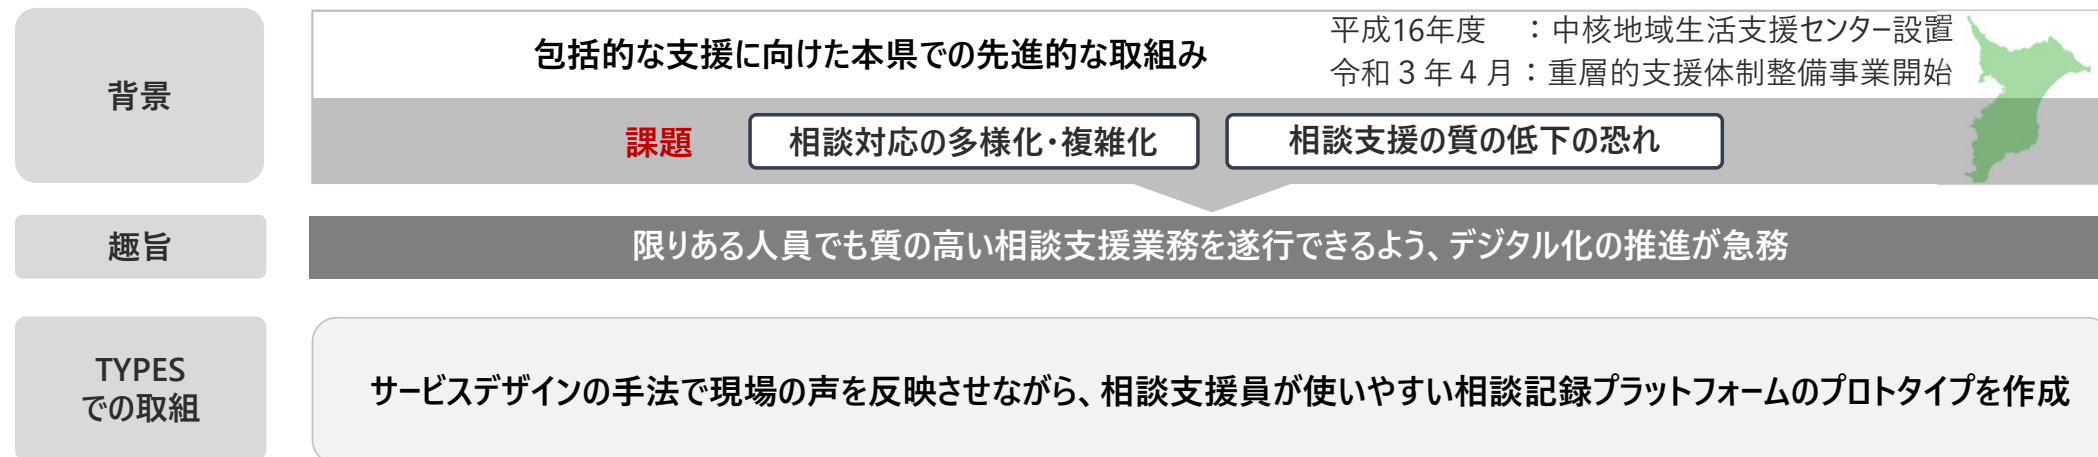 背景
包括的な支援に向けた本県での先進的な取組み
平成16年度 ：中核地域生活支援センター設置
令和３年４月：重層的支援体制整備事業開始
課題
相談対応の多様化・複雑化
相談支援の質の低下の恐れ
趣旨
限りある人員でも質の高い相談支援業務を遂行できるよう、デジタル化の推進が急務
TYPES
での取組
サービスデザインの手法で現場の声を反映させながら、相談支援員が使いやすい相談記録プラットフォームのプロトタイプを作成